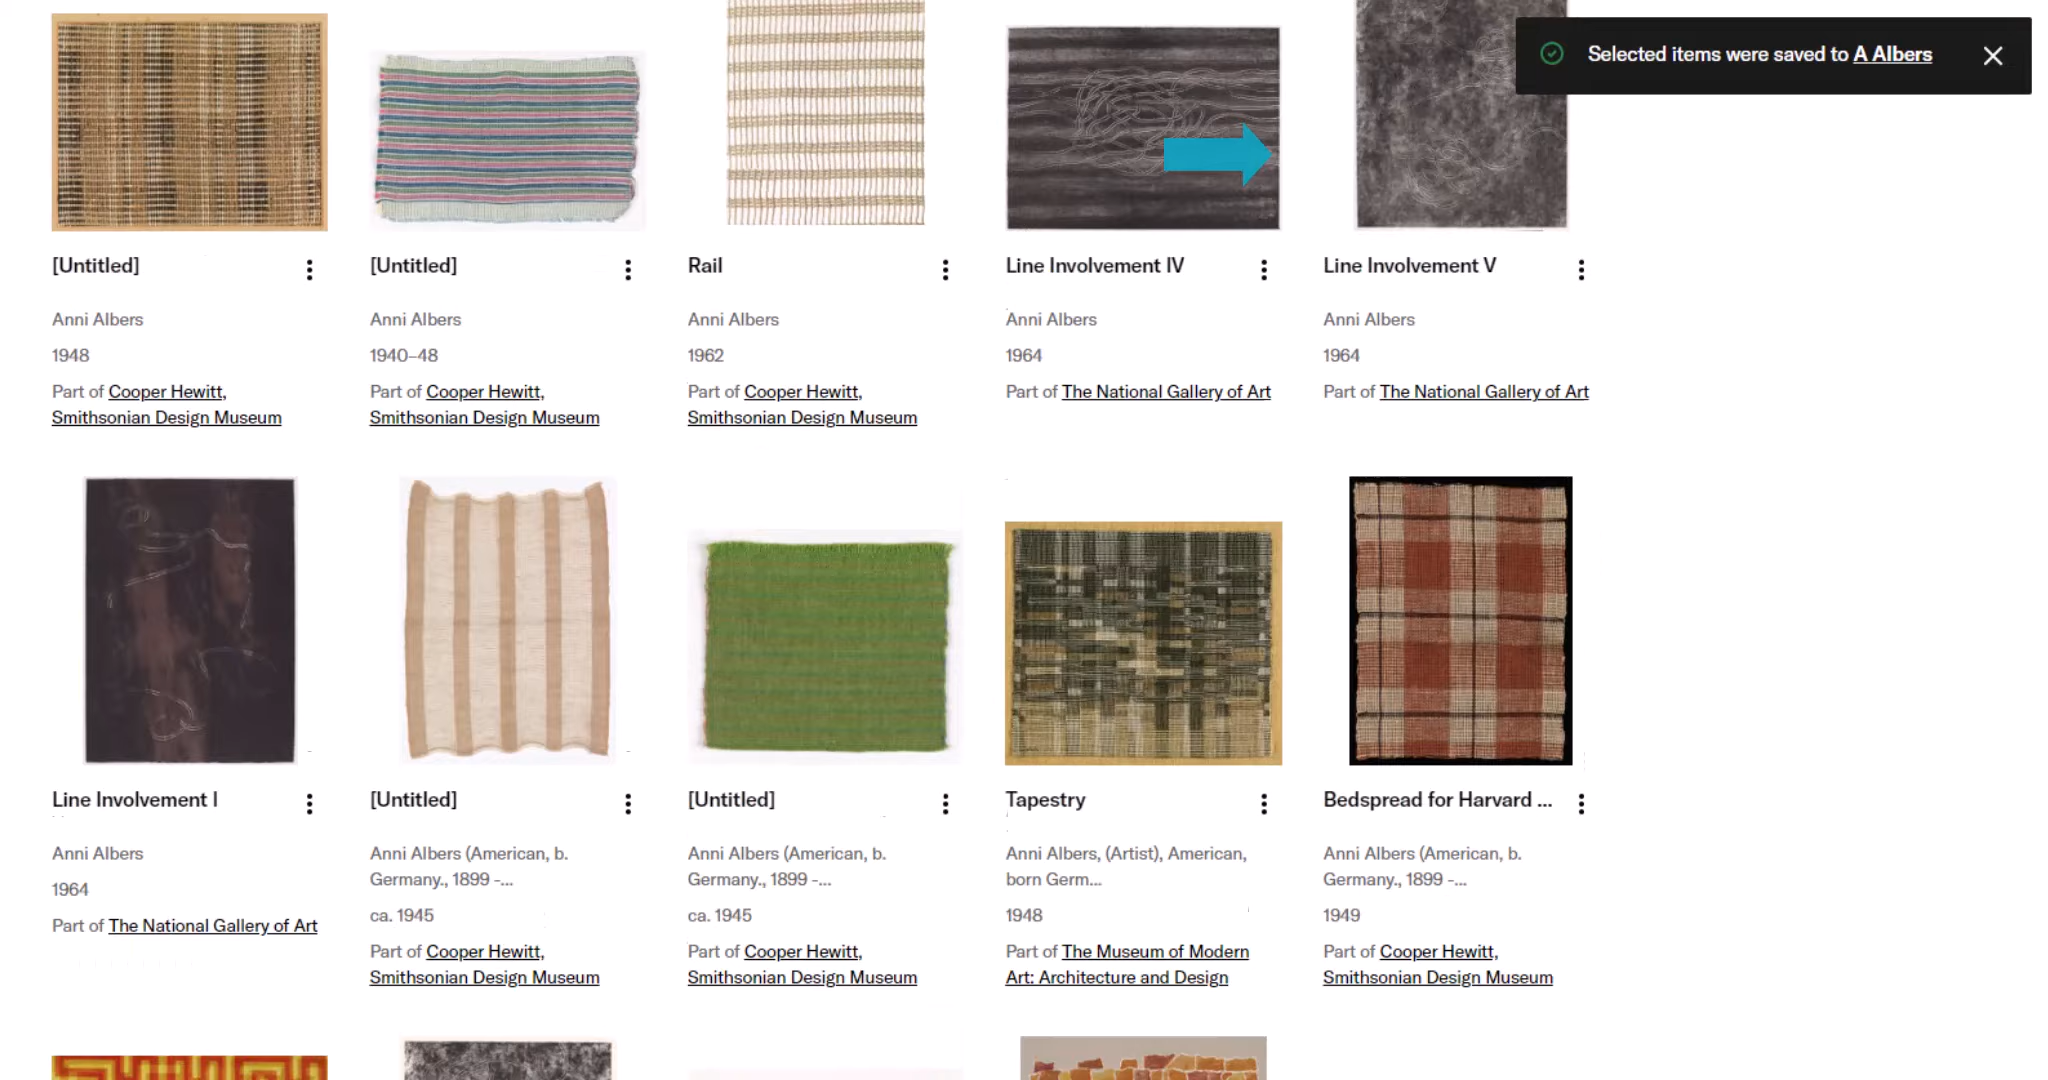 Selected items were saved to A Albers
[Untitled]
Anni Albers
1948
Part of Cooper Hewitt,
Smithsonian Design Museum
[Untitled]
Anni Albers
1940–48
Part of Cooper Hewitt,
Smithsonian Design Museum
Rail
Anni Albers
1962
Part of Cooper Hewitt,
Smithsonian Design Museum
Line Involvement IV
Anni Albers
1964
Part of The National Gallery of Art
Line Involvement V
Anni Albers
1964
Part of The National Gallery of Art
Line Involvement I
Anni Albers
1964
Part of The National Gallery of Art
[Untitled]
Anni Albers (American, b.
Germany., 1899 -...
ca. 1945
Part of Cooper Hewitt,
Smithsonian Design Museum
[Untitled]
Anni Albers (American, b.
Germany., 1899 -...
ca. 1945
Part of Cooper Hewitt,
Smithsonian Design Museum
Tapestry
Anni Albers, (Artist), American,
born Germ...
1948
Part of The Museum of Modern
Art: Architecture and Design
Bedspread for Harvard ...
Anni Albers (American, b.
Germany., 1899 -...
1949
Part of Cooper Hewitt,
Smithsonian Design Museum